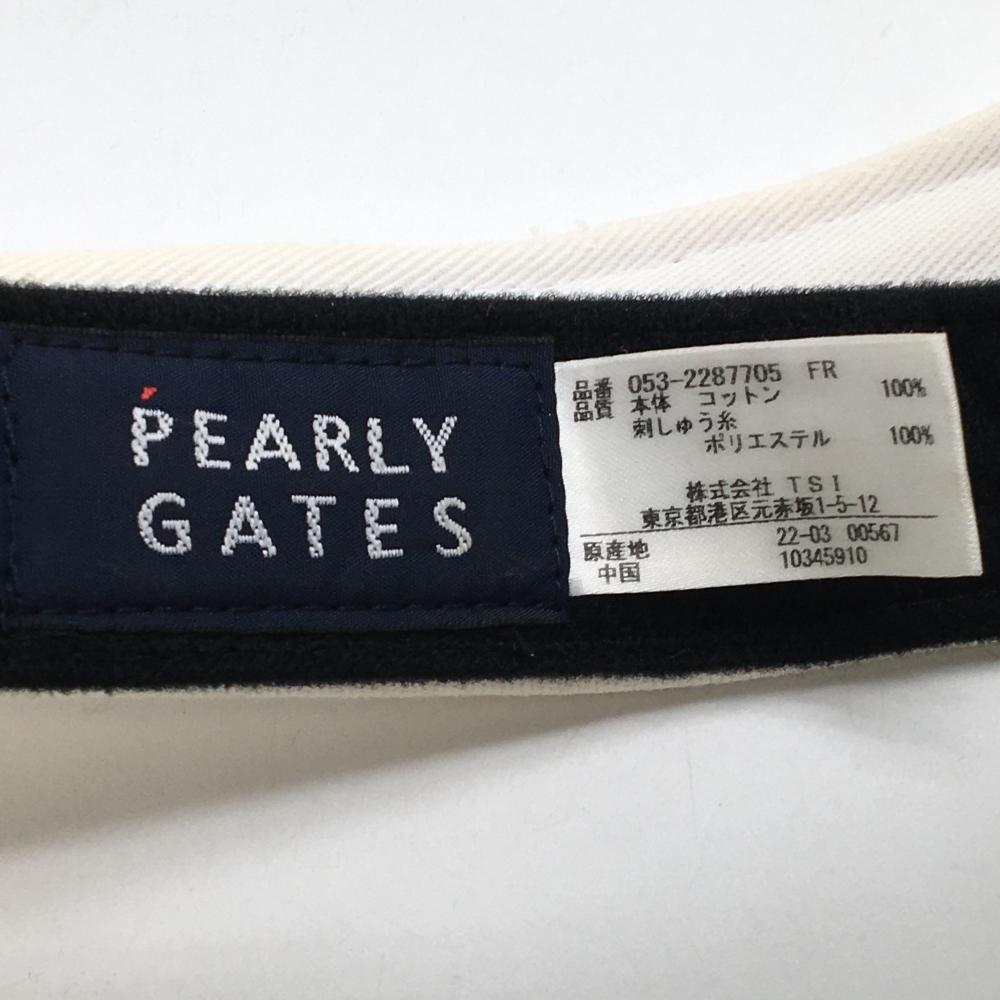 PEARLY
GATES
品番 053-2287705 FR
品質 本体 コットン 100%
刺しゅう糸
ポリエステル 100%
株式会社 TSI
東京都港区元赤坂1-5-12
原産地 22-03 00567
中国 10345910